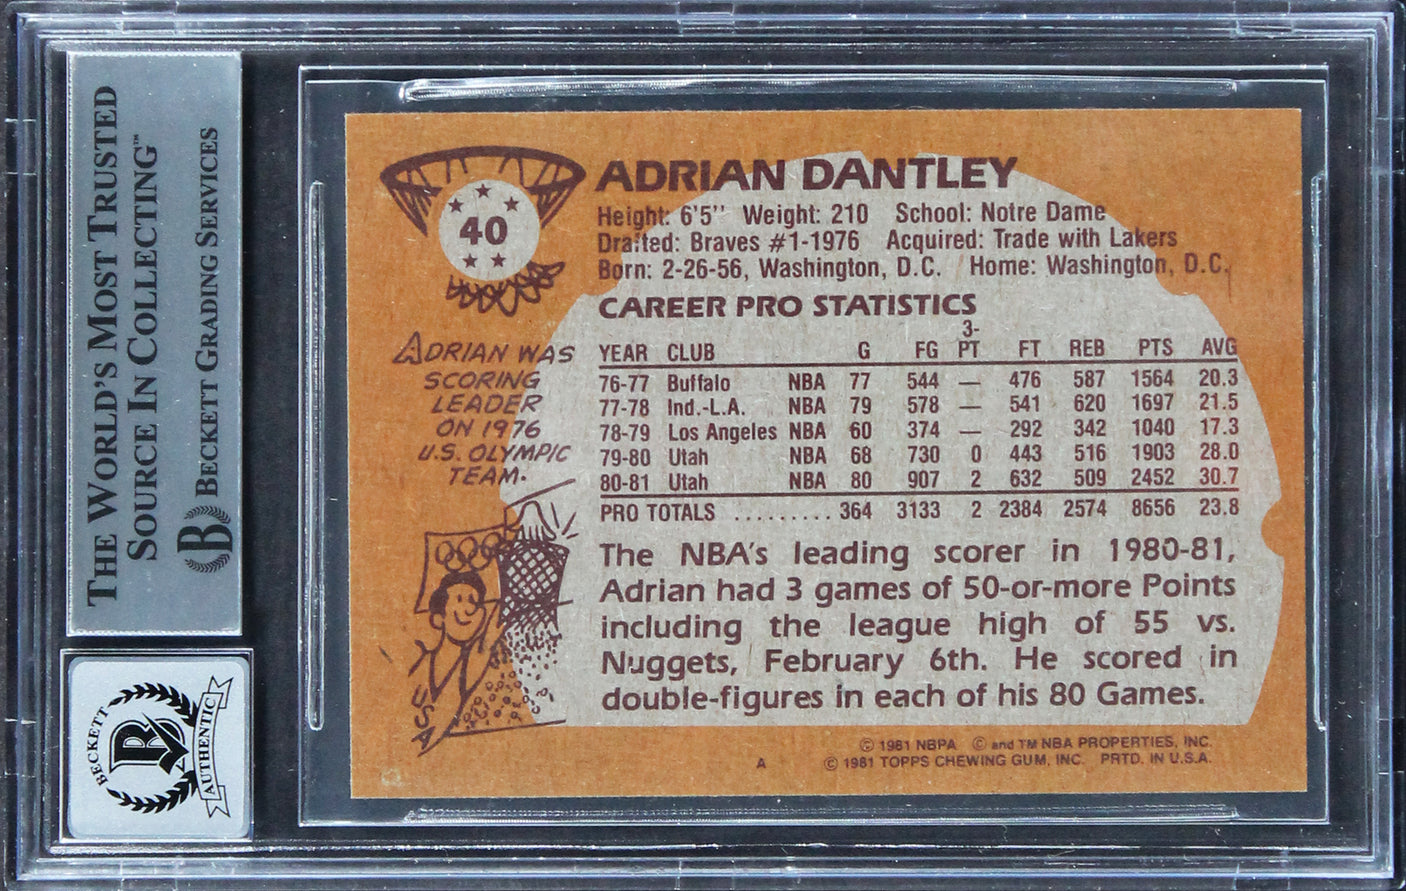 THE WORLD'S MOST TRUSTED
SOURCE IN COLLECTING™
B BECKETT GRADING SERVICES
BECKETT
B
AUTHENTIC
40
ADRIAN DANTLEY
Height: 6'5'' Weight: 210 School: Notre Dame
Drafted: Braves #1-1976 Acquired: Trade with Lakers
Born: 2-26-56, Washington, D.C. Home: Washington, D.C.
CAREER PRO STATISTICS
YEAR CLUB G FG 3-PT FT REB PTS AVG
76-77 Buffalo NBA 77 544 — 476 587 1564 20.3
77-78 Ind.-L.A. NBA 79 578 — 541 620 1697 21.5
78-79 Los Angeles NBA 60 374 — 292 342 1040 17.3
79-80 Utah NBA 68 730 0 443 516 1903 28.0
80-81 Utah NBA 80 907 2 632 509 2452 30.7
PRO TOTALS ......... 364 3133 2 2384 2574 8656 23.8
ADRIAN WAS
SCORING
LEADER
ON 1976
U.S. OLYMPIC
TEAM.
USA
The NBA's leading scorer in 1980-81,
Adrian had 3 games of 50-or-more Points
including the league high of 55 vs.
Nuggets, February 6th. He scored in
double-figures in each of his 80 Games.
© 1981 NBPA © and TM NBA PROPERTIES, INC.
A © 1981 TOPPS CHEWING GUM, INC. PRTD. IN U.S.A.